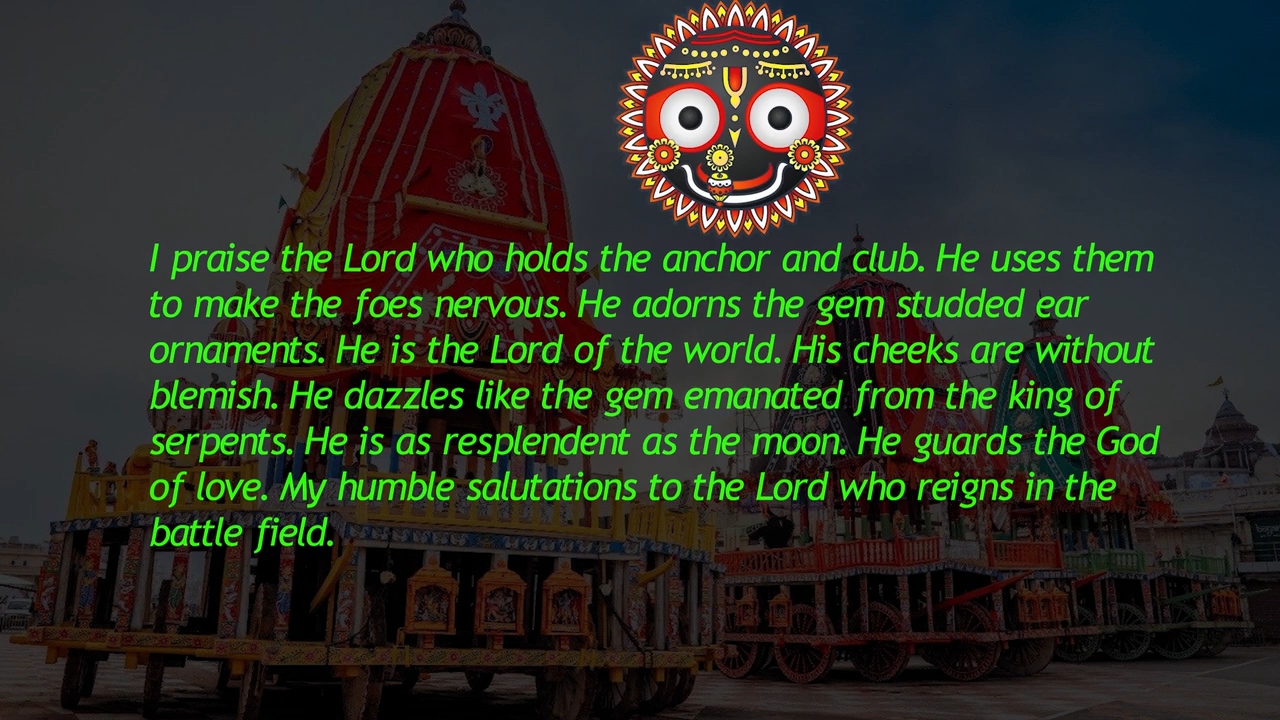 I praise the Lord who holds the anchor and club. He uses them
to make the foes nervous. He adorns the gem studded ear
ornaments. He is the Lord of the world. His cheeks are without
blemish. He dazzles like the gem emanated from the king of
serpents. He is as resplendent as the moon. He guards the God
of love. My humble salutations to the Lord who reigns in the
battle field.